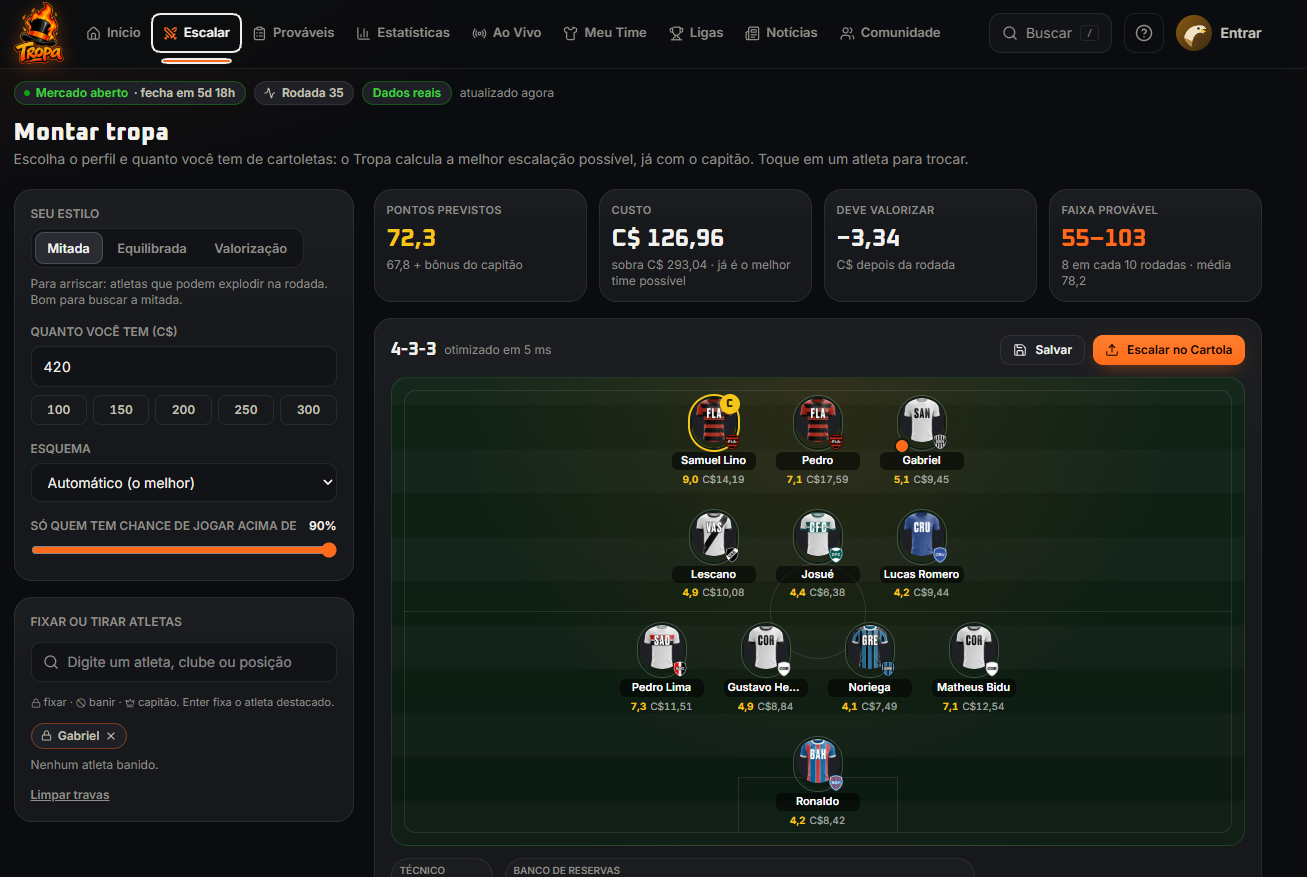 TROPA
Início
Escalar
Prováveis
Estatísticas
Ao Vivo
Meu Time
Ligas
Notícias
Comunidade
Buscar /
Entrar
Mercado aberto · fecha em 5d 18h
Rodada 35
Dados reais
atualizado agora
Montar tropa
Escolha o perfil e quanto você tem de cartoletas: o Tropa calcula a melhor escalação possível, já com o capitão. Toque em um atleta para trocar.
SEU ESTILO
Mitada
Equilibrada
Valorização
Para arriscar: atletas que podem explodir na rodada.
Bom para buscar a mitada.
QUANTO VOCÊ TEM (C$)
420
100
150
200
250
300
ESQUEMA
Automático (o melhor)
SÓ QUEM TEM CHANCE DE JOGAR ACIMA DE 90%
FIXAR OU TIRAR ATLETAS
Digite um atleta, clube ou posição
fixar · banir · capitão. Enter fixa o atleta destacado.
Gabriel ×
Nenhum atleta banido.
Limpar travas
PONTOS PREVISTOS
72,3
67,8 + bônus do capitão
CUSTO
C$ 126,96
sobra C$ 293,04 · já é o melhor
time possível
DEVE VALORIZAR
−3,34
C$ depois da rodada
FAIXA PROVÁVEL
55–103
8 em cada 10 rodadas · média
78,2
4-3-3 otimizado em 5 ms
Salvar
Escalar no Cartola
C
FLA
FLA
Samuel Lino
9,0 C$14,19
FLA
FLA
Pedro
7,1 C$17,59
SAN
Gabriel
5,1 C$9,45
VAS
Lescano
4,9 C$10,08
CFC
CFC
Josué
4,4 C$6,38
CRU
CRU
Lucas Romero
4,2 C$9,44
SAO
Pedro Lima
7,3 C$11,51
COR
COR
Gustavo He...
4,9 C$8,84
GRE
Noriega
4,1 C$7,49
COR
COR
Matheus Bidu
7,1 C$12,54
BAH
BAH
Ronaldo
4,2 C$8,42
TÉCNICO
BANCO DE RESERVAS